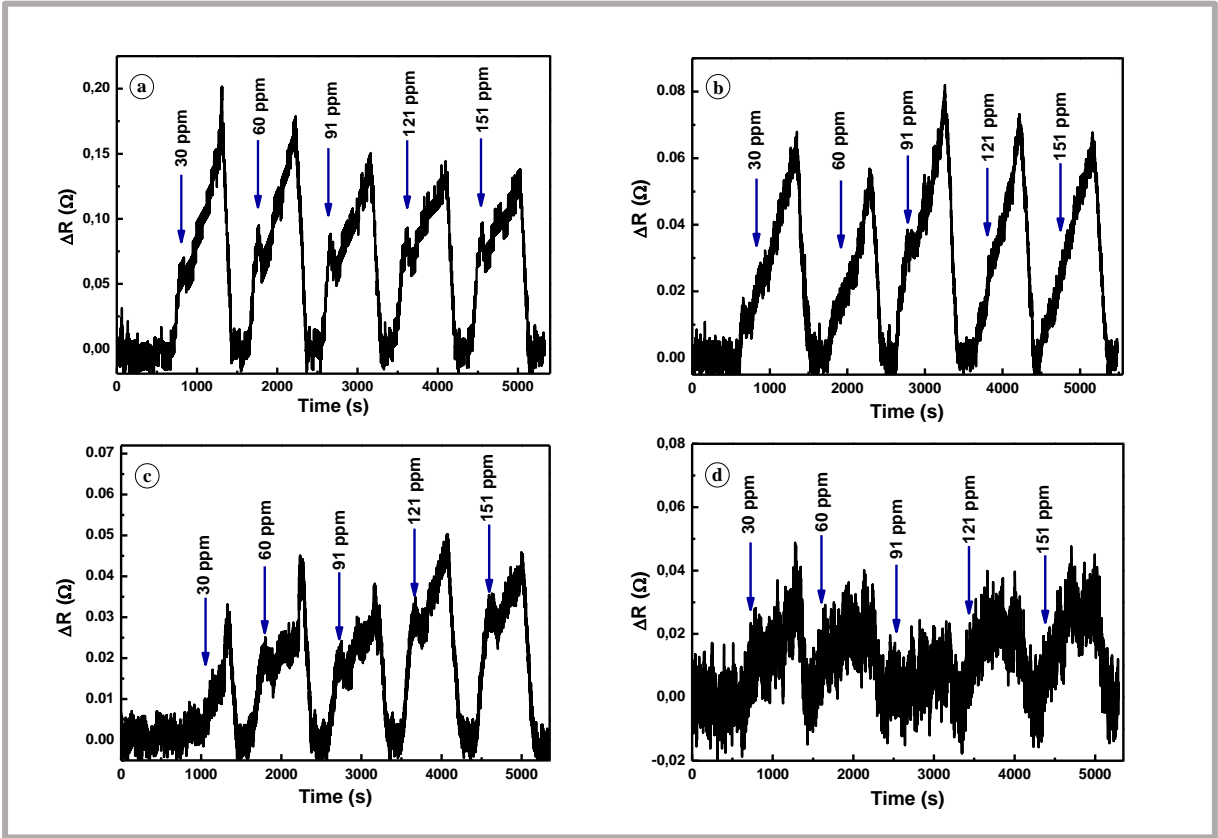 a
30 ppm
60 ppm
91 ppm
121 ppm
151 ppm
0,20
0,15
0,10
0,05
0,00
ΔR (Ω)
0 1000 2000 3000 4000 5000
Time (s)
b
30 ppm
60 ppm
91 ppm
121 ppm
151 ppm
0.08
0.06
0.04
0.02
0.00
ΔR (Ω)
0 1000 2000 3000 4000 5000
Time (s)
c
30 ppm
60 ppm
91 ppm
121 ppm
151 ppm
0.07
0.06
0.05
0.04
0.03
0.02
0.01
0.00
ΔR (Ω)
0 1000 2000 3000 4000 5000
Time (s)
d
30 ppm
60 ppm
91 ppm
121 ppm
151 ppm
0,08
0,06
0,04
0,02
0,00
-0,02
ΔR (Ω)
0 1000 2000 3000 4000 5000
Time (s)